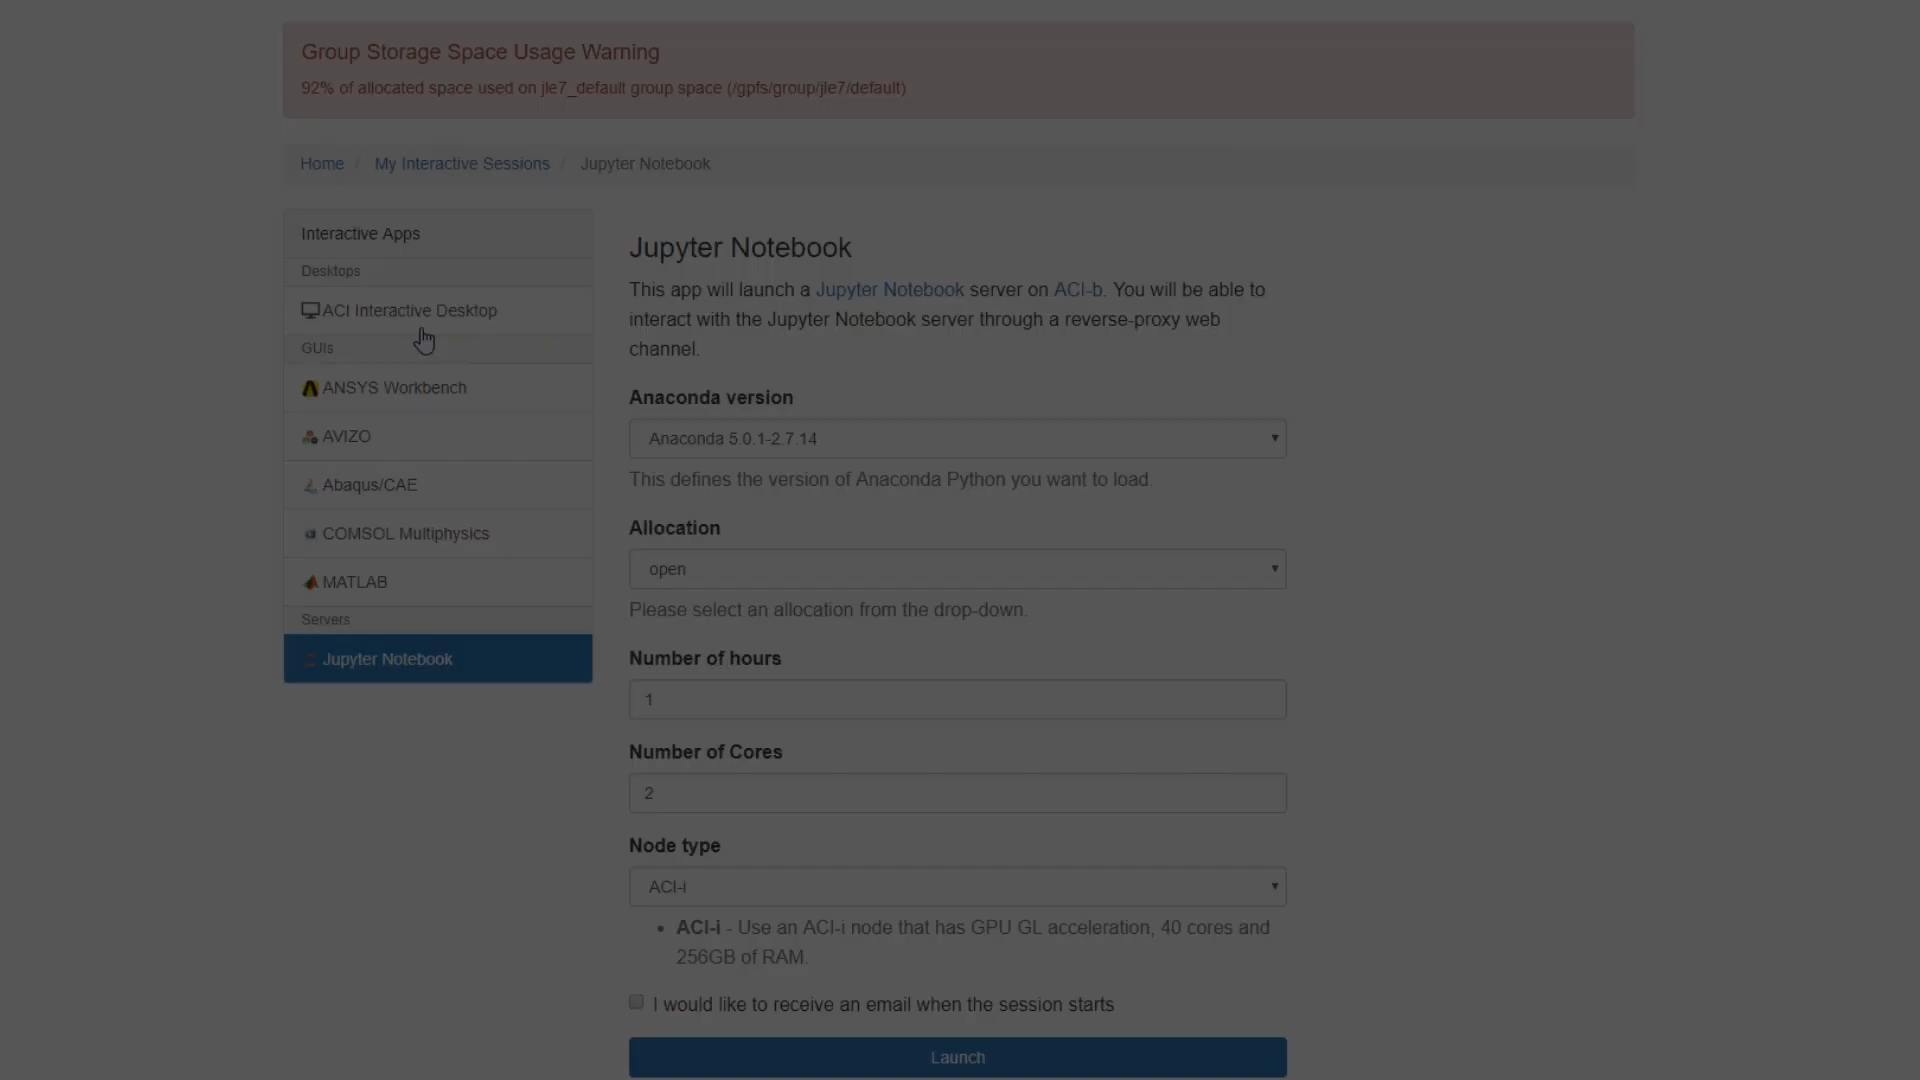 Group Storage Space Usage Warning
92% of allocated space used on jle7_default group space (/gpfs/group/jle7/default)
Home / My Interactive Sessions / Jupyter Notebook
Interactive Apps
Desktops
ACI Interactive Desktop
GUIs
ANSYS Workbench
AVIZO
Abaqus/CAE
COMSOL Multiphysics
MATLAB
Servers
Jupyter Notebook
Jupyter Notebook
This app will launch a Jupyter Notebook server on ACI-b. You will be able to
interact with the Jupyter Notebook server through a reverse-proxy web
channel.
Anaconda version
Anaconda 5.0.1-2.7.14
This defines the version of Anaconda Python you want to load.
Allocation
open
Please select an allocation from the drop-down.
Number of hours
1
Number of Cores
2
Node type
ACI-i
• ACI-i - Use an ACI-i node that has GPU GL acceleration, 40 cores and
256GB of RAM.
I would like to receive an email when the session starts
Launch